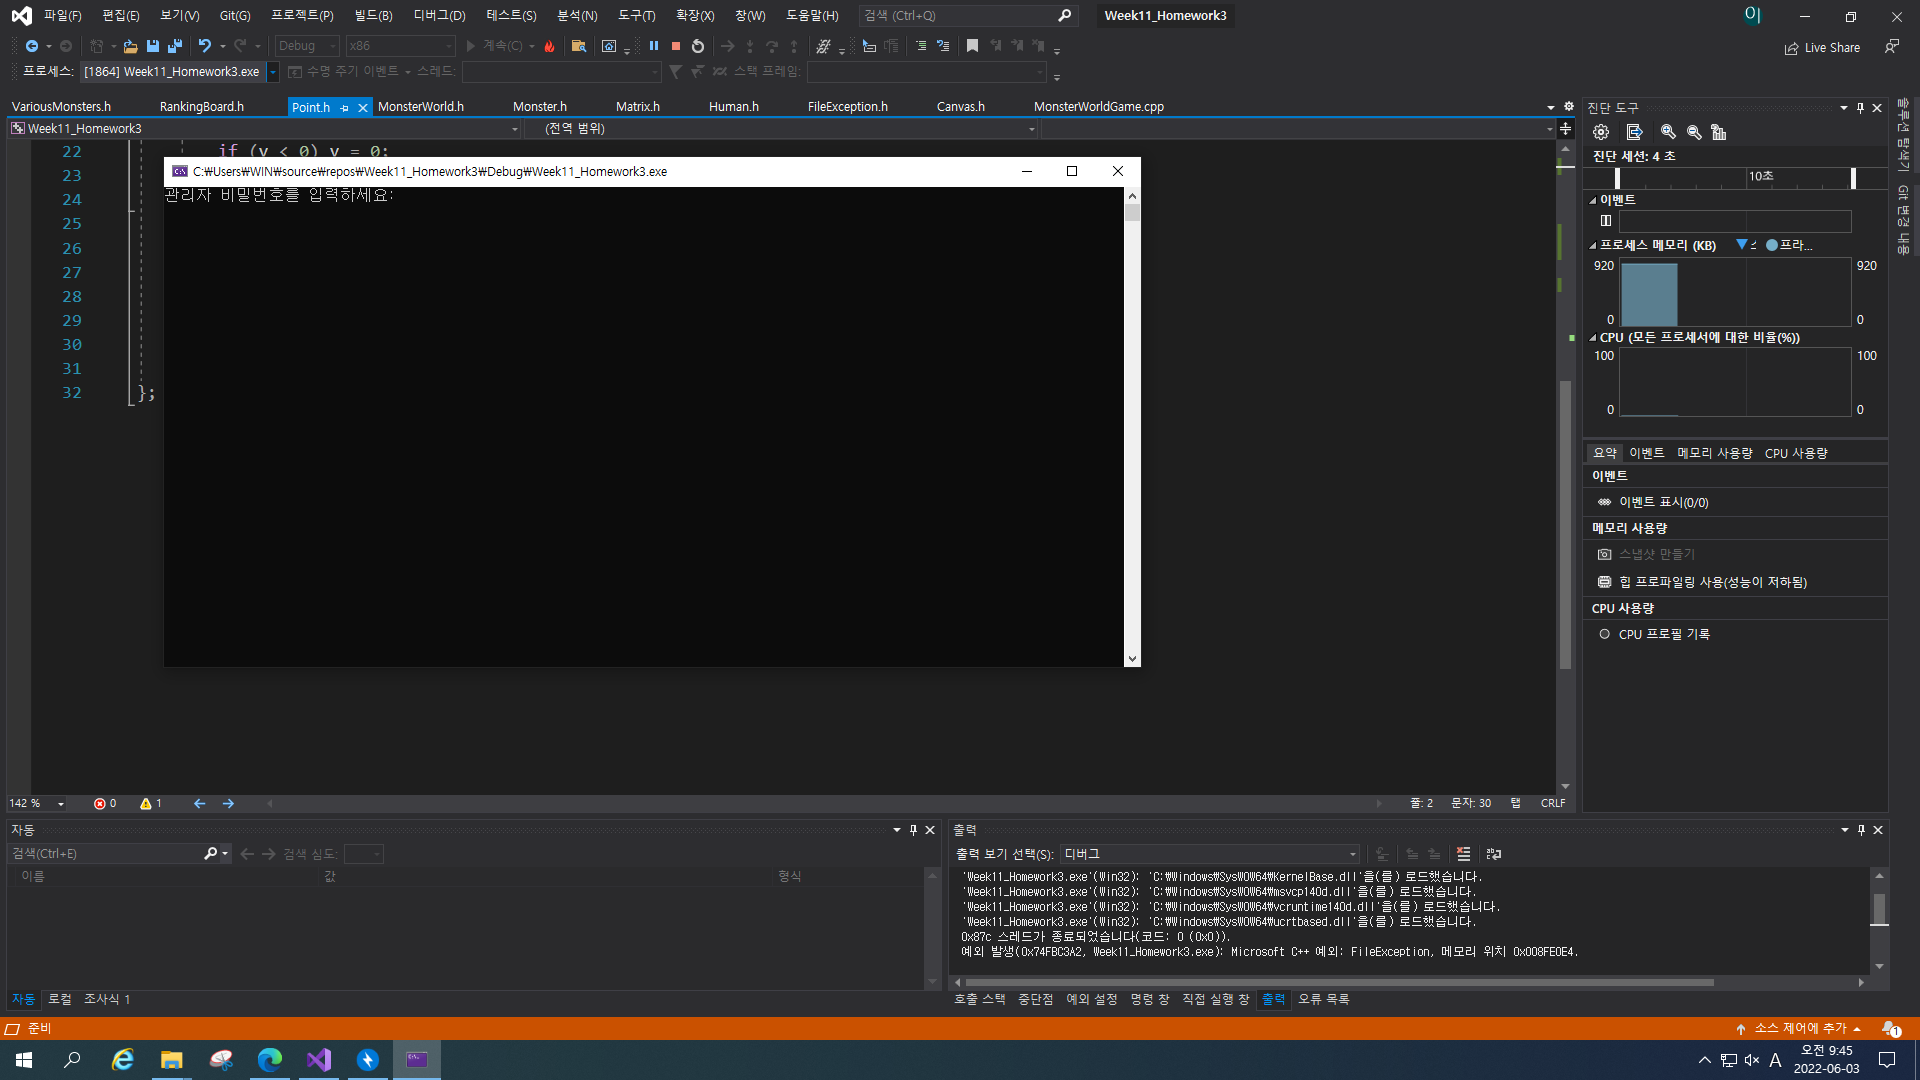 파일(F) 편집(E) 보기(V) Git(G) 프로젝트(P) 빌드(B) 디버그(D) 테스트(S) 분석(N) 도구(T) 확장(X) 창(W) 도움말(H) 검색 (Ctrl+Q) Week11_Homework3
Debug x86 계속(C) Live Share
프로세스: [1864] Week11_Homework3.exe 수명 주기 이벤트 스레드: 스택 프레임:
VariousMonsters.h RankingBoard.h Point.h MonsterWorld.h Monster.h Matrix.h Human.h FileException.h Canvas.h MonsterWorldGame.cpp
Week11_Homework3 (전역 범위)
22 if (y < 0) y = 0;
23
24
25
26
27
28
29
30
31
32 };
C:₩Users₩WIN₩source₩repos₩Week11_Homework3₩Debug₩Week11_Homework3.exe
관리자 비밀번호를 입력하세요:
142 % 0 1 줄: 2 문자: 30 탭 CRLF
진단 도구
진단 세션: 4 초
10초
이벤트
프로세스 메모리 (KB) 프라...
920 920
0 0
CPU (모든 프로세서에 대한 비율(%))
100 100
0 0
요약 이벤트 메모리 사용량 CPU 사용량
이벤트
이벤트 표시(0/0)
메모리 사용량
스냅샷 만들기
힙 프로파일링 사용(성능이 저하됨)
CPU 사용량
CPU 프로필 기록
솔루션 탐색기
Git 변경 내용
자동
검색(Ctrl+E) 검색 심도:
이름 값 형식
자동 로컬 조사식 1
출력
출력 보기 선택(S): 디버그
'Week11_Homework3.exe'(Win32): 'C:₩Windows₩SysWOW64₩KernelBase.dll'을(를) 로드했습니다.
'Week11_Homework3.exe'(Win32): 'C:₩Windows₩SysWOW64₩msvcp140d.dll'을(를) 로드했습니다.
'Week11_Homework3.exe'(Win32): 'C:₩Windows₩SysWOW64₩vcruntime140d.dll'을(를) 로드했습니다.
'Week11_Homework3.exe'(Win32): 'C:₩Windows₩SysWOW64₩ucrtbased.dll'을(를) 로드했습니다.
0x87c 스레드가 종료되었습니다(코드: 0 (0x0)).
예외 발생(0x74FBC3A2, Week11_Homework3.exe): Microsoft C++ 예외: FileException, 메모리 위치 0x008FE0E4.
호출 스택 중단점 예외 설정 명령 창 직접 실행 창 출력 오류 목록
준비 소스 제어에 추가 1
A 오전 9:45
2022-06-03